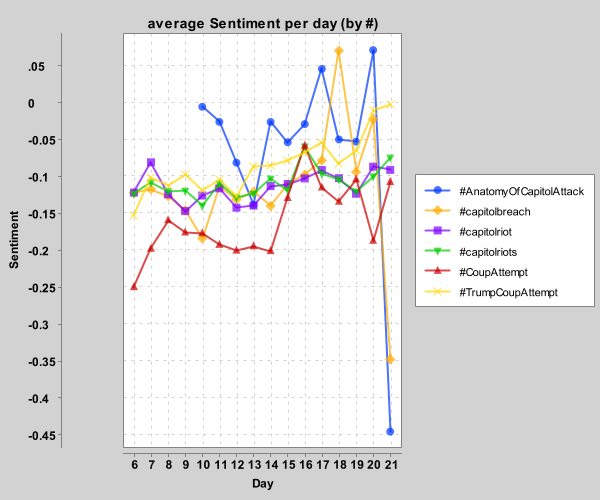 average Sentiment per day (by #)
.05
0
-0.05
-0.1
-0.15
-0.2
-0.25
-0.3
-0.35
-0.4
-0.45
Sentiment
6 7 8 9 10 11 12 13 14 15 16 17 18 19 20 21
Day
#AnatomyOfCapitolAttack
#capitolbreach
#capitolriot
#capitolriots
#CoupAttempt
#TrumpCoupAttempt